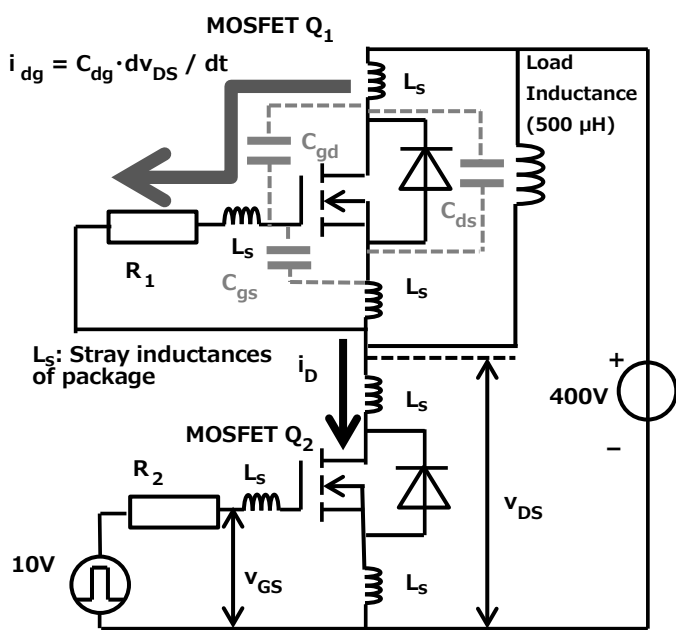 MOSFET Q1
i dg = Cdg·dvDS / dt
Ls
Load
Inductance
(500 μH)
Cgd
Cds
Ls
R1
Cgs
Ls
Ls: Stray inductances
of package
iD
+
400V
−
Ls
MOSFET Q2
R2
Ls
vDS
10V
vGS
Ls